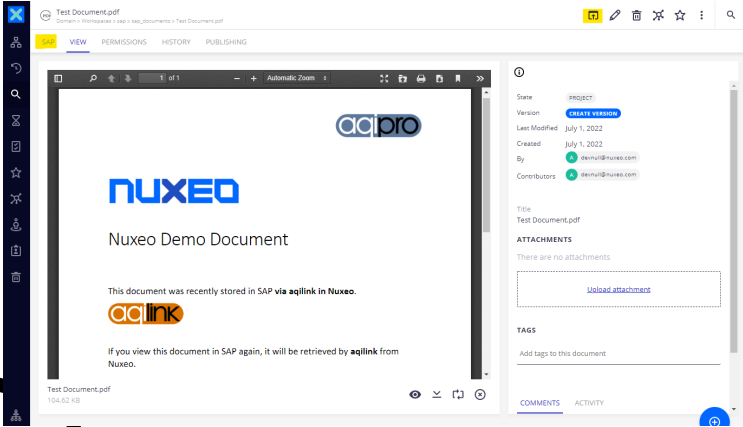 Test Document.pdf
Domain > Workspaces > sap > sap_documents > Test Document.pdf
SAP VIEW PERMISSIONS HISTORY PUBLISHING
1 of 1 Automatic Zoom
aqipro
nuxeo
Nuxeo Demo Document
This document was recently stored in SAP via aqilink in Nuxeo.
aqilink
If you view this document in SAP again, it will be retrieved by aqilink from
Nuxeo.
Test Document.pdf
104.62 KB
State PROJECT
Version CREATE VERSION
Last Modified July 1, 2022
Created July 1, 2022
By A devnull@nuxeo.com
Contributors A devnull@nuxeo.com
Title
Test Document.pdf
ATTACHMENTS
There are no attachments
Upload attachment
TAGS
Add tags to this document
COMMENTS ACTIVITY